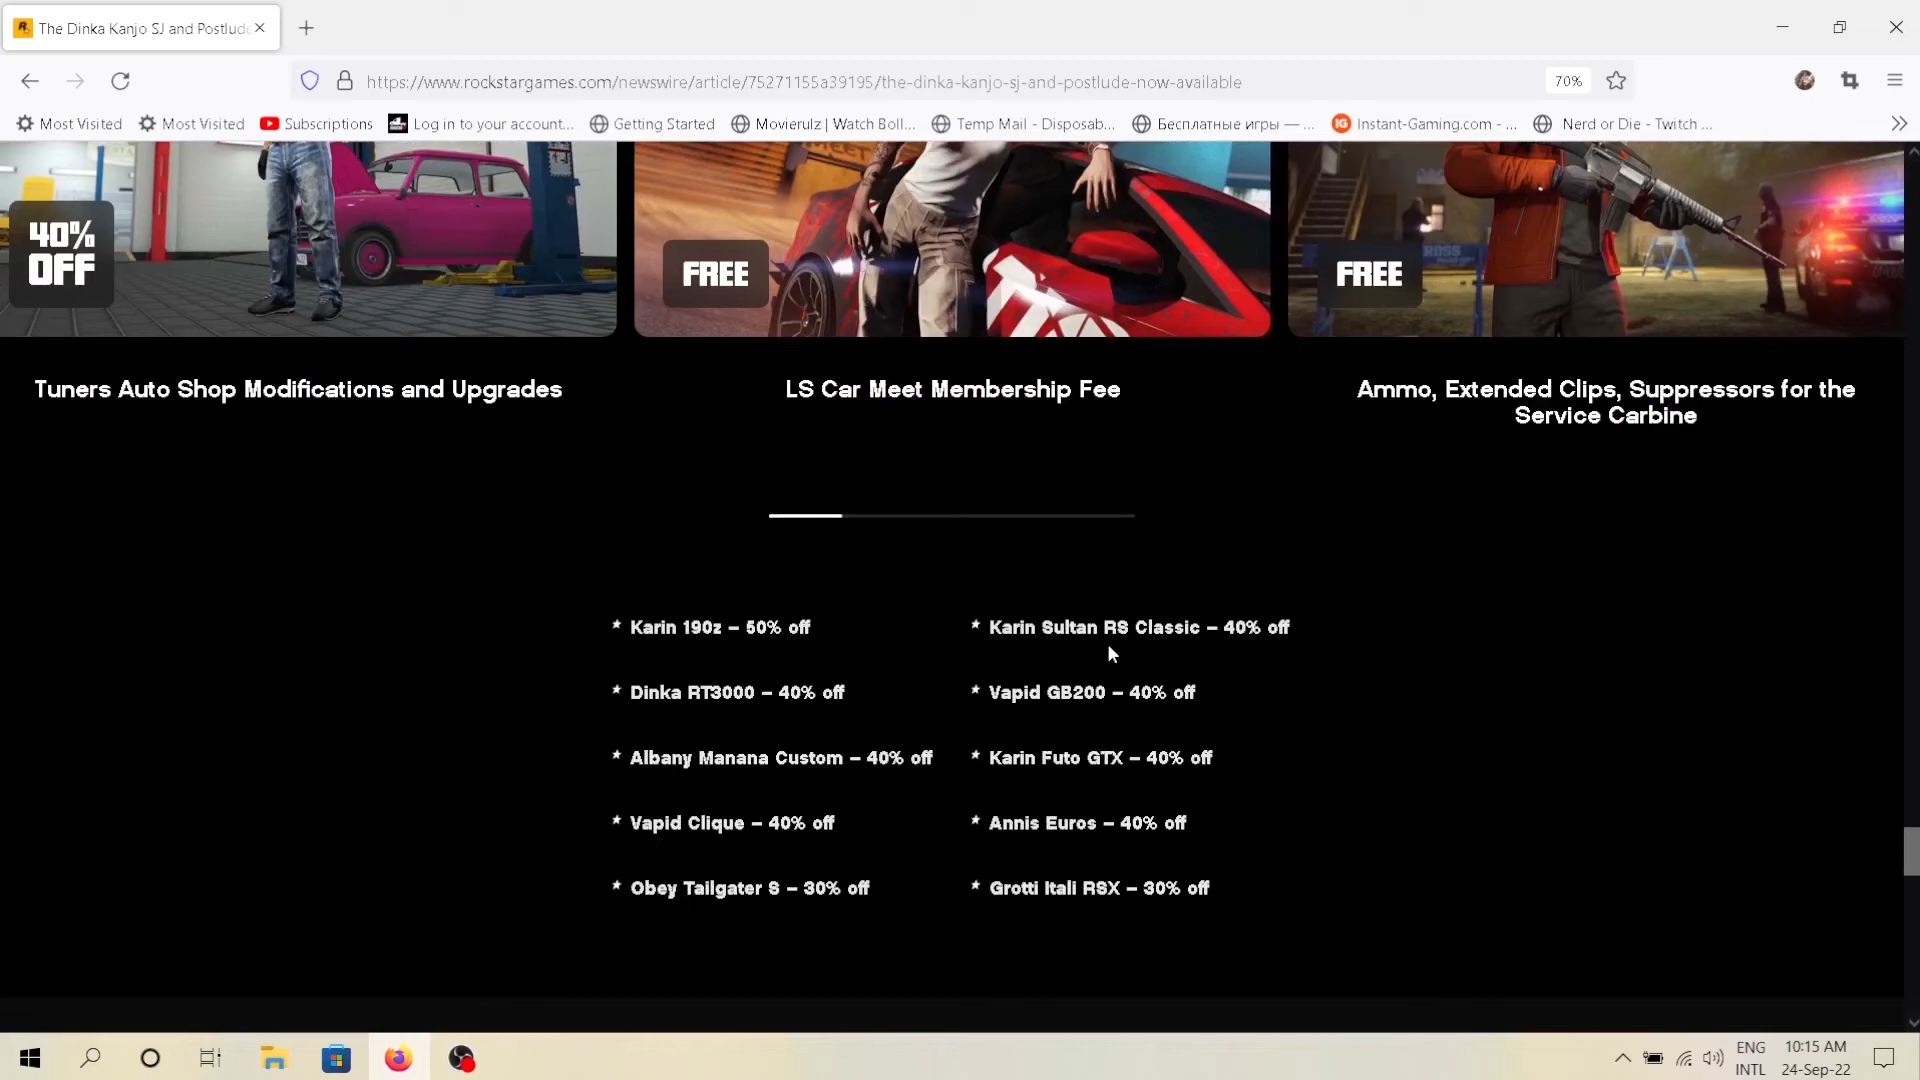 The Dinka Kanjo SJ and Postlude
https://www.rockstargames.com/newswire/article/75271155a39195/the-dinka-kanjo-sj-and-postlude-now-available
70%
Most Visited
Most Visited
Subscriptions
Log in to your account...
Getting Started
Movierulz | Watch Boll...
Temp Mail - Disposab...
Бесплатные игры — ...
IG
Instant-Gaming.com - ...
Nerd or Die - Twitch ...
MEET
40%
OFF
FREE
FREE
Tuners Auto Shop Modifications and Upgrades
LS Car Meet Membership Fee
Ammo, Extended Clips, Suppressors for the
Service Carbine
* Karin 190z – 50% off
* Karin Sultan RS Classic – 40% off
* Dinka RT3000 – 40% off
* Vapid GB200 – 40% off
* Albany Manana Custom – 40% off
* Karin Futo GTX – 40% off
* Vapid Clique – 40% off
* Annis Euros – 40% off
* Obey Tailgater S – 30% off
* Grotti Itali RSX – 30% off
ENG
INTL
10:15 AM
24-Sep-22